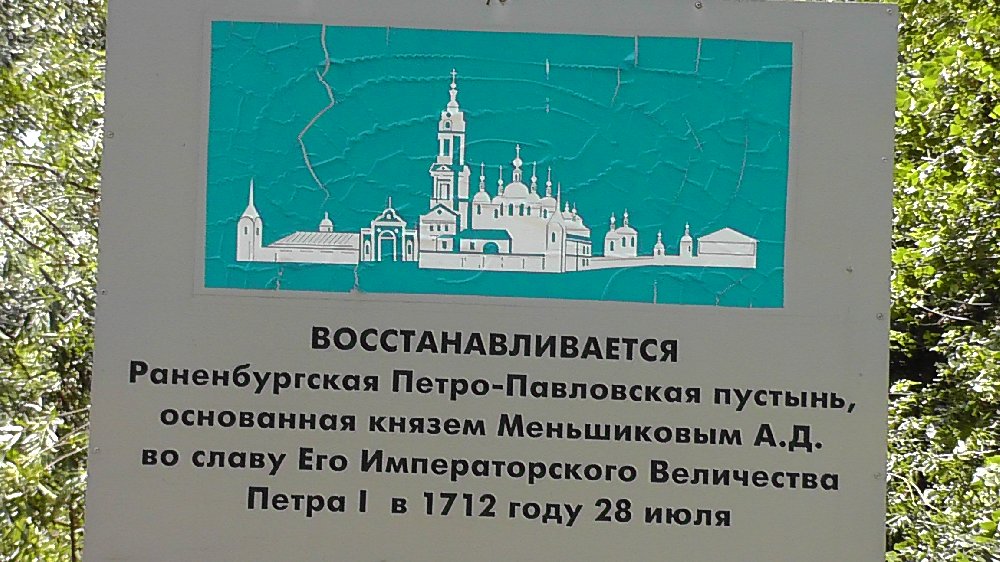 ВОССТАНАВЛИВАЕТСЯ
Раненбургская Петро-Павловская пустынь,
основанная князем Меньшиковым А.Д.
во славу Его Императорского Величества
Петра I в 1712 году 28 июля